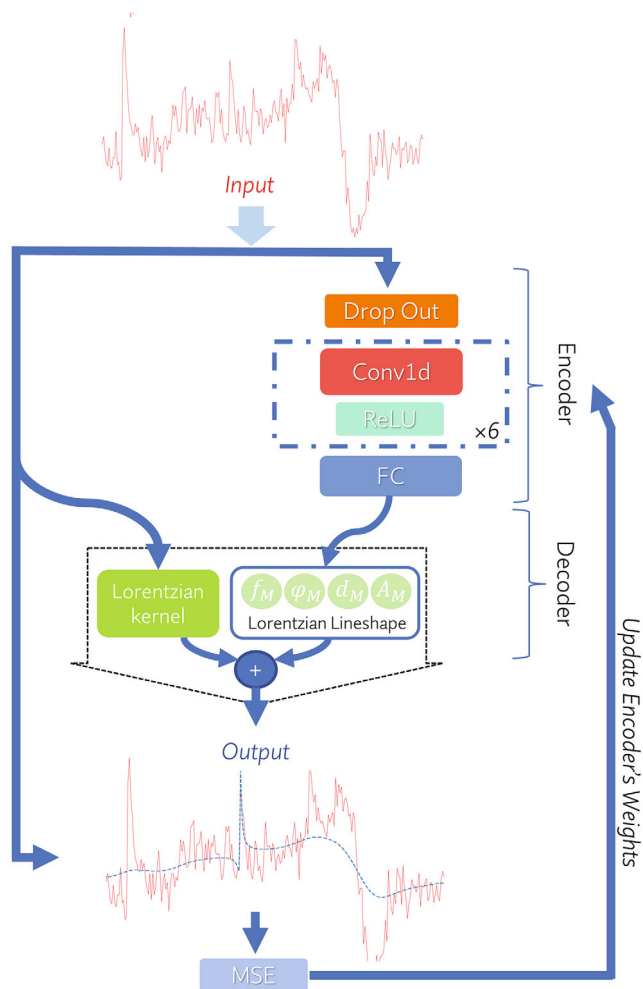 Input
Drop Out
Encoder
Conv1d
ReLU
×6
FC
Decoder
Lorentzian
kernel
f_M φ_M d_M A_M
Lorentzian Lineshape
+
Update Encoder's Weights
Output
MSE